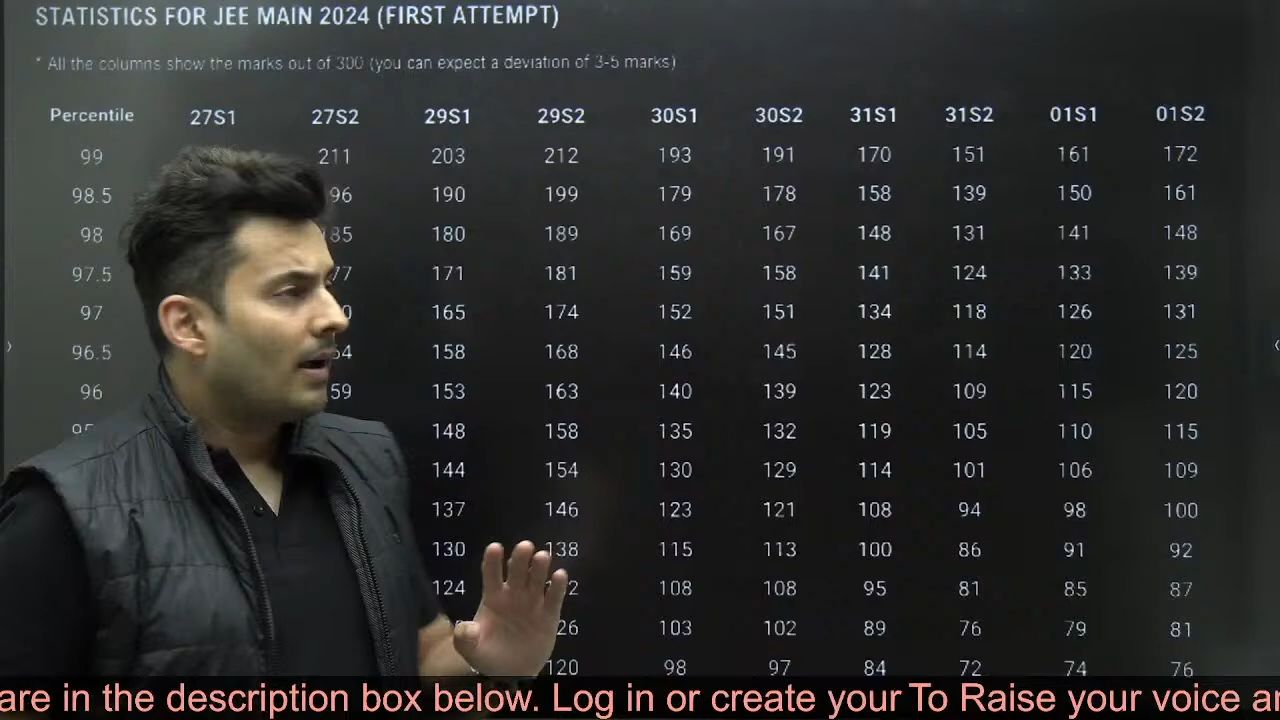 STATISTICS FOR JEE MAIN 2024 (FIRST ATTEMPT)
* All the columns show the marks out of 300 (you can expect a deviation of 3-5 marks)
Percentile 27S1 27S2 29S1 29S2 30S1 30S2 31S1 31S2 01S1 01S2
99 211 203 212 193 191 170 151 161 172
98.5 96 190 199 179 178 158 139 150 161
98 85 180 189 169 167 148 131 141 148
97.5 77 171 181 159 158 141 124 133 139
97 165 174 152 151 134 118 126 131
96.5 64 158 168 146 145 128 114 120 125
96 59 153 163 140 139 123 109 115 120
148 158 135 132 119 105 110 115
144 154 130 129 114 101 106 109
137 146 123 121 108 94 98 100
130 138 115 113 100 86 91 92
124 108 108 95 81 85 87
26 103 102 89 76 79 81
120 98 97 84 72 74 76
are in the description box below. Log in or create your To Raise your voice